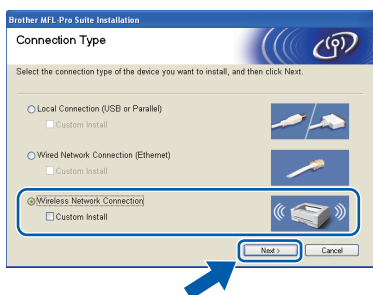 Brother MFL-Pro Suite Installation
Connection Type
Select the connection type of the device you want to install, and then click Next.
Local Connection (USB or Parallel)
Custom Install
Wired Network Connection (Ethernet)
Custom Install
Wireless Network Connection
Custom Install
Next > Cancel